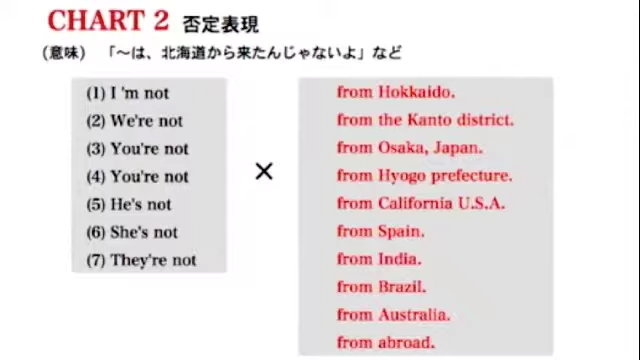 CHART 2 否定表現
(意味) 「～は、北海道から来たんじゃないよ」など
(1) I 'm not
(2) We're not
(3) You're not
(4) You're not
(5) He's not
(6) She's not
(7) They're not
×
from Hokkaido.
from the Kanto district.
from Osaka, Japan.
from Hyogo prefecture.
from California U.S.A.
from Spain.
from India.
from Brazil.
from Australia.
from abroad.